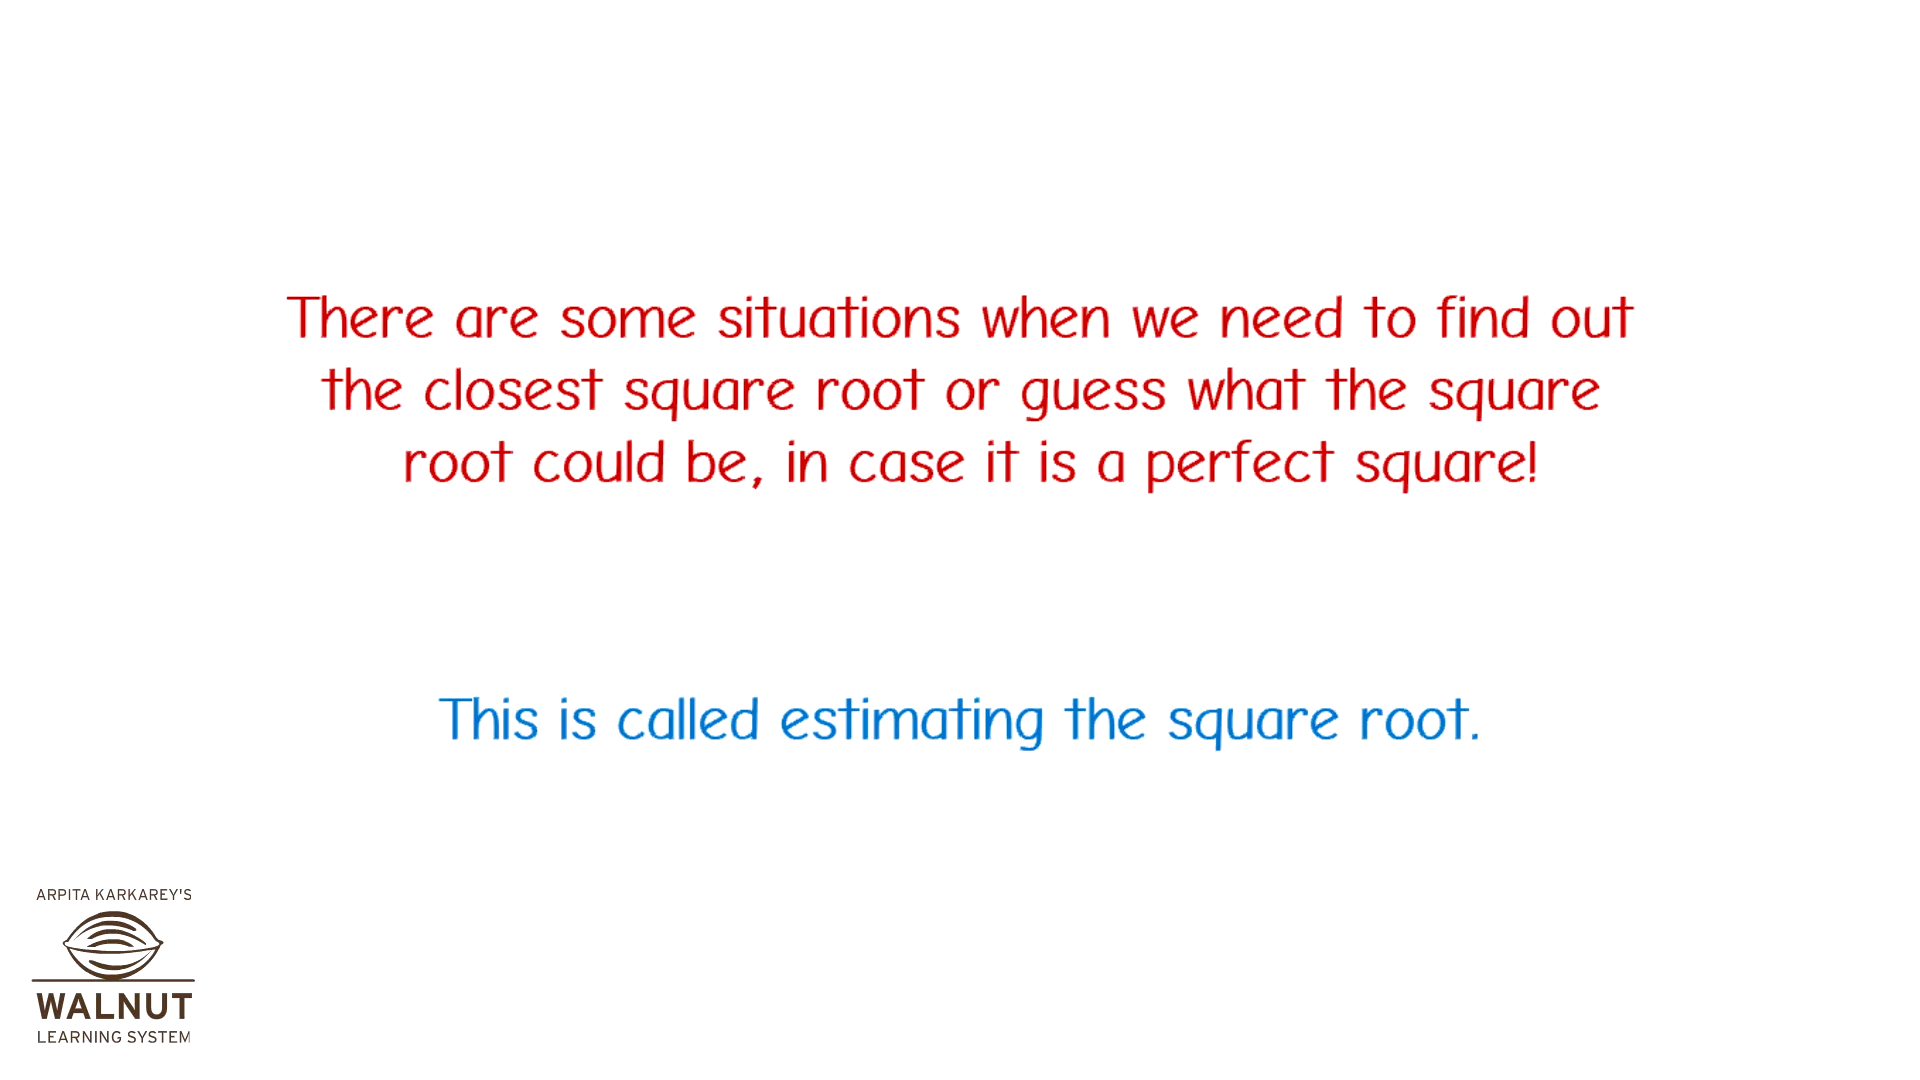 There are some situations when we need to find out
the closest square root or guess what the square
root could be, in case it is a perfect square!
This is called estimating the square root.
ARPITA KARKAREY'S
WALNUT
LEARNING SYSTEM